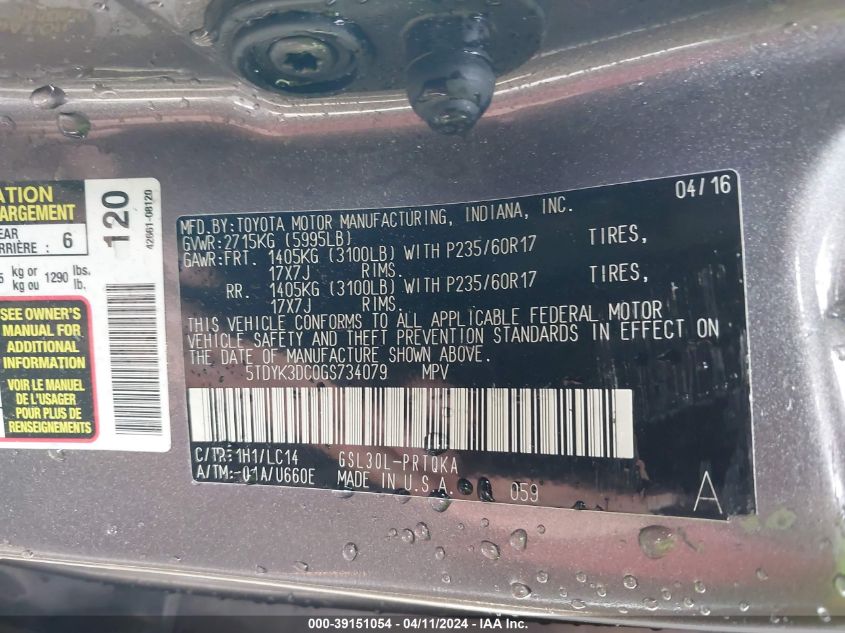 ATION
ARGEMENT
EAR
ARRIÈRE: 6
5 kg or 1290 lbs.
kg ou lb.
SEE OWNER'S
MANUAL FOR
ADDITIONAL
INFORMATION
VOIR LE MANUEL
DE L'USAGER
POUR PLUS DE
RENSEIGNEMENTS
120
42661-08120
04/16
MFD.BY:TOYOTA MOTOR MANUFACTURING, INDIANA, INC.
GVWR:2715KG (5995LB)
GAWR:FRT. 1405KG (3100LB) WITH P235/60R17 TIRES,
17X7J RIMS.
RR. 1405KG (3100LB) WITH P235/60R17 TIRES,
17X7J RIMS.
THIS VEHICLE CONFORMS TO ALL APPLICABLE FEDERAL MOTOR
VEHICLE SAFETY AND THEFT PREVENTION STANDARDS IN EFFECT ON
THE DATE OF MANUFACTURE SHOWN ABOVE.
5TDYK3DC0GS734079 MPV
C/TR: 1H1/LC14 GSL30L-PRTQKA
A/TM:-01A/U660E MADE IN U.S.A. 059
A
000-39151054 - 04/11/2024 - IAA Inc.